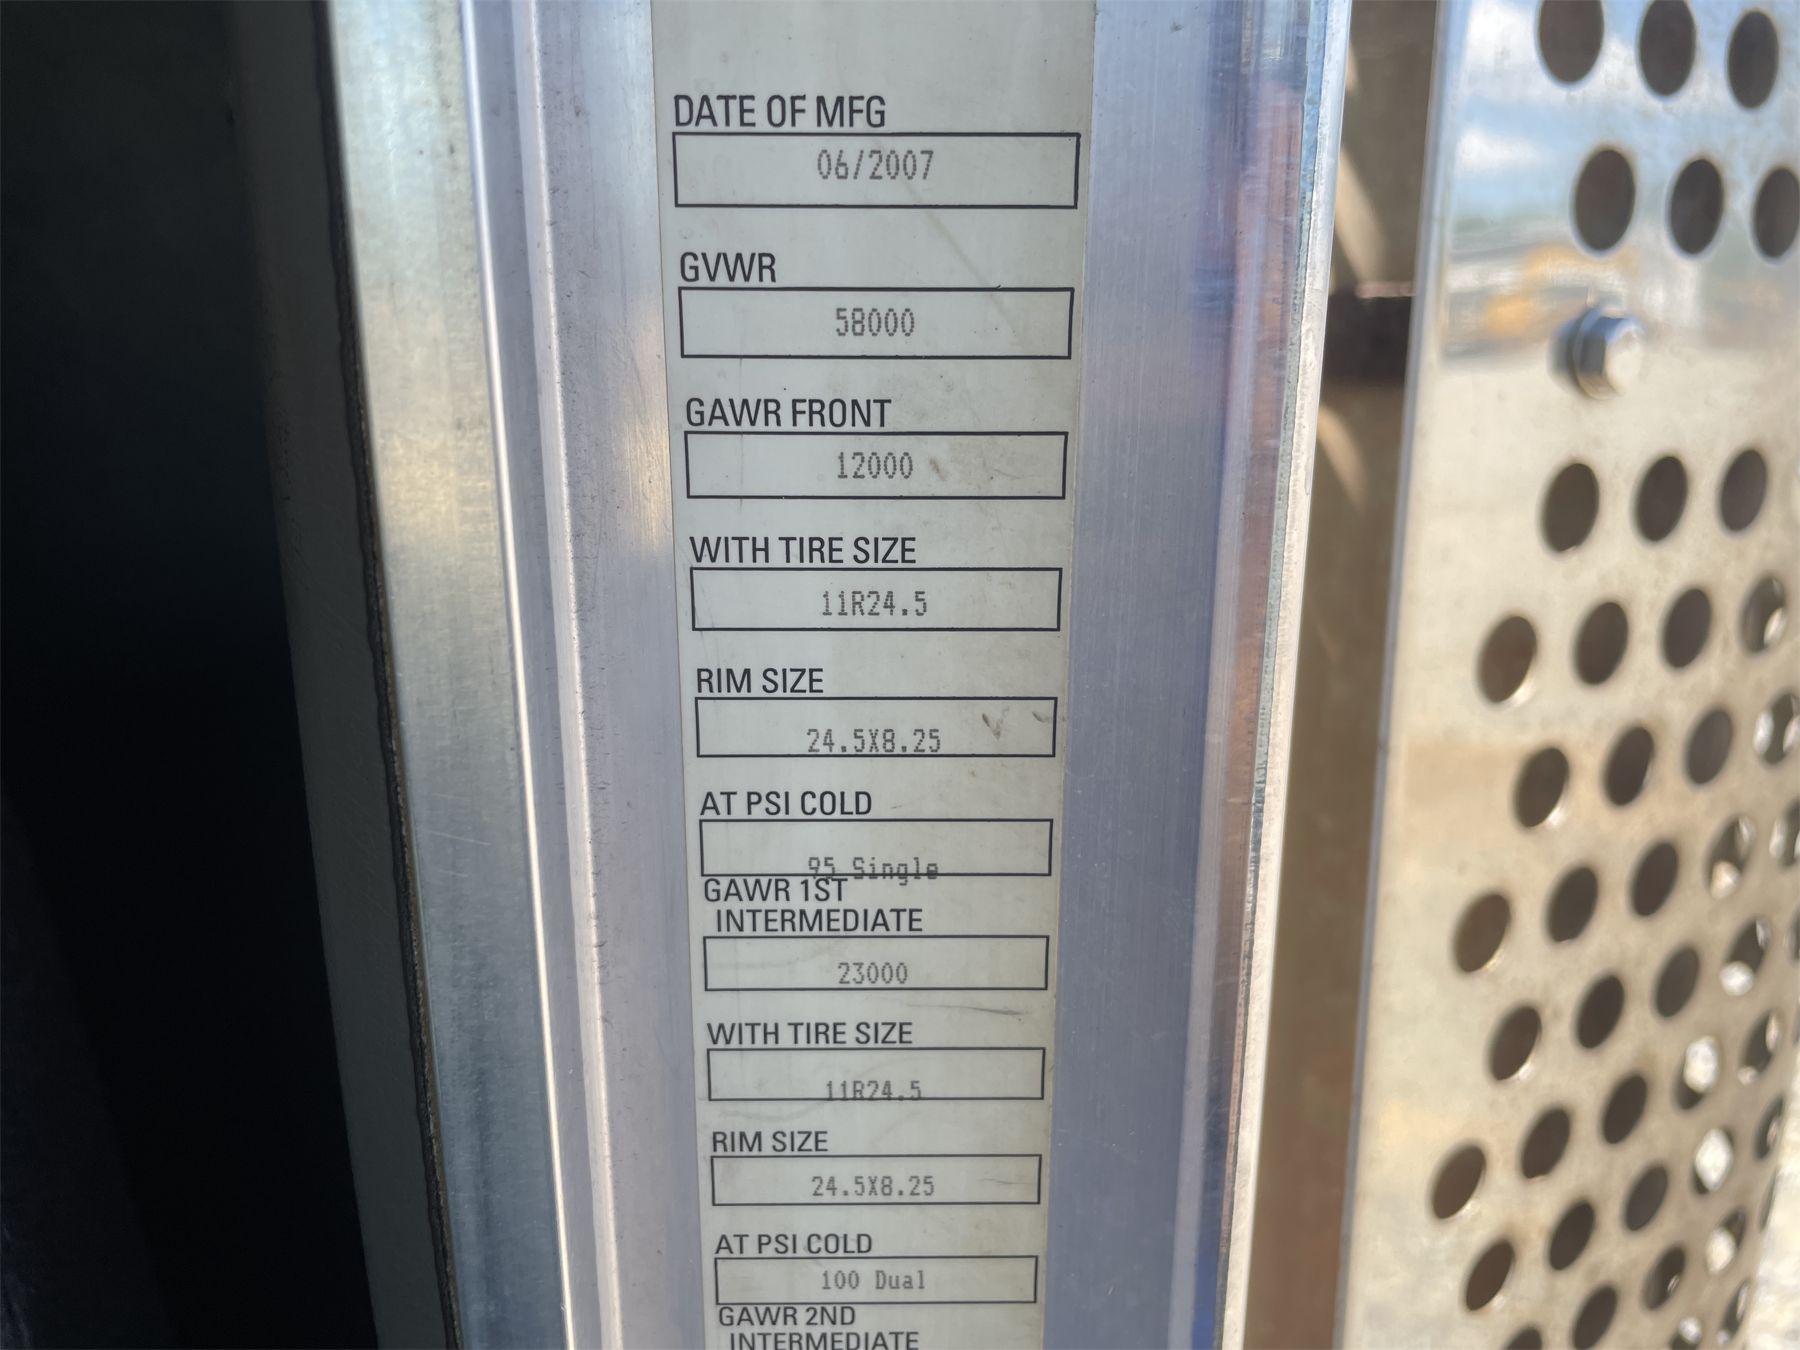 DATE OF MFG
06/2007
GVWR
58000
GAWR FRONT
12000
WITH TIRE SIZE
11R24.5
RIM SIZE
24.5X8.25
AT PSI COLD
95 Single
GAWR 1ST
INTERMEDIATE
23000
WITH TIRE SIZE
11R24.5
RIM SIZE
24.5X8.25
AT PSI COLD
100 Dual
GAWR 2ND
INTERMEDIATE